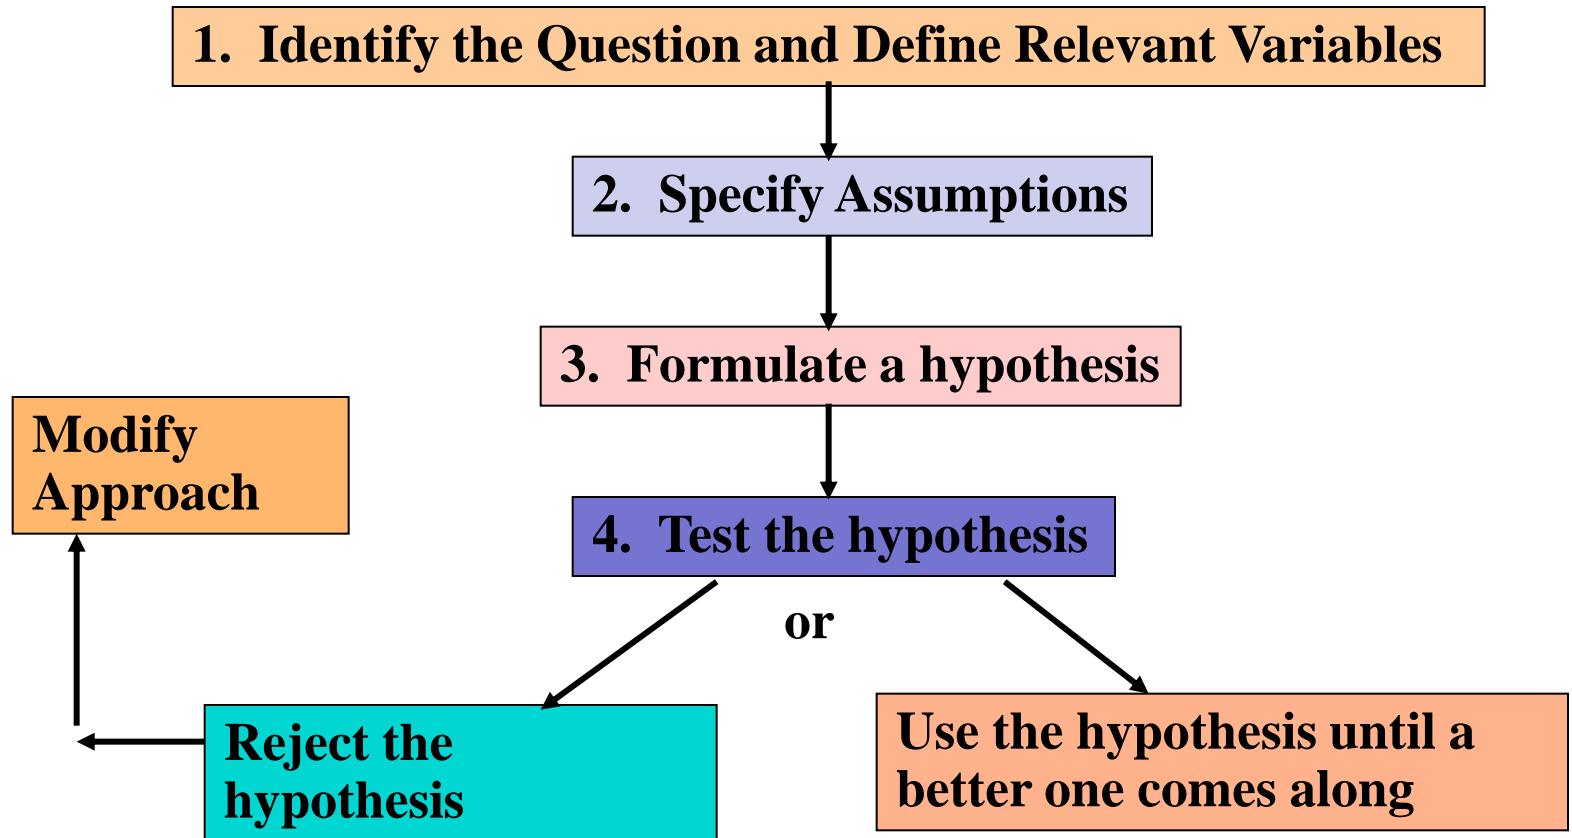 1. Identify the Question and Define Relevant Variables
2. Specify Assumptions
3. Formulate a hypothesis
Modify
Approach
4. Test the hypothesis
or
Reject the
hypothesis
Use the hypothesis until a
better one comes along